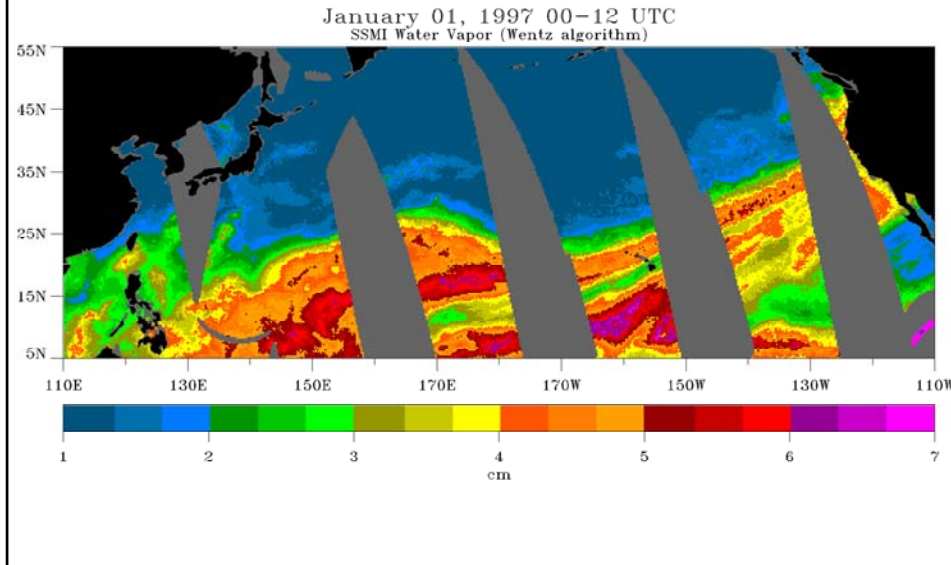 January 01, 1997 00-12 UTC
SSMI Water Vapor (Wentz algorithm)
55N
45N
35N
25N
15N
5N
110E 130E 150E 170E 170W 150W 130W 110W
1 2 3 4 5 6 7
cm